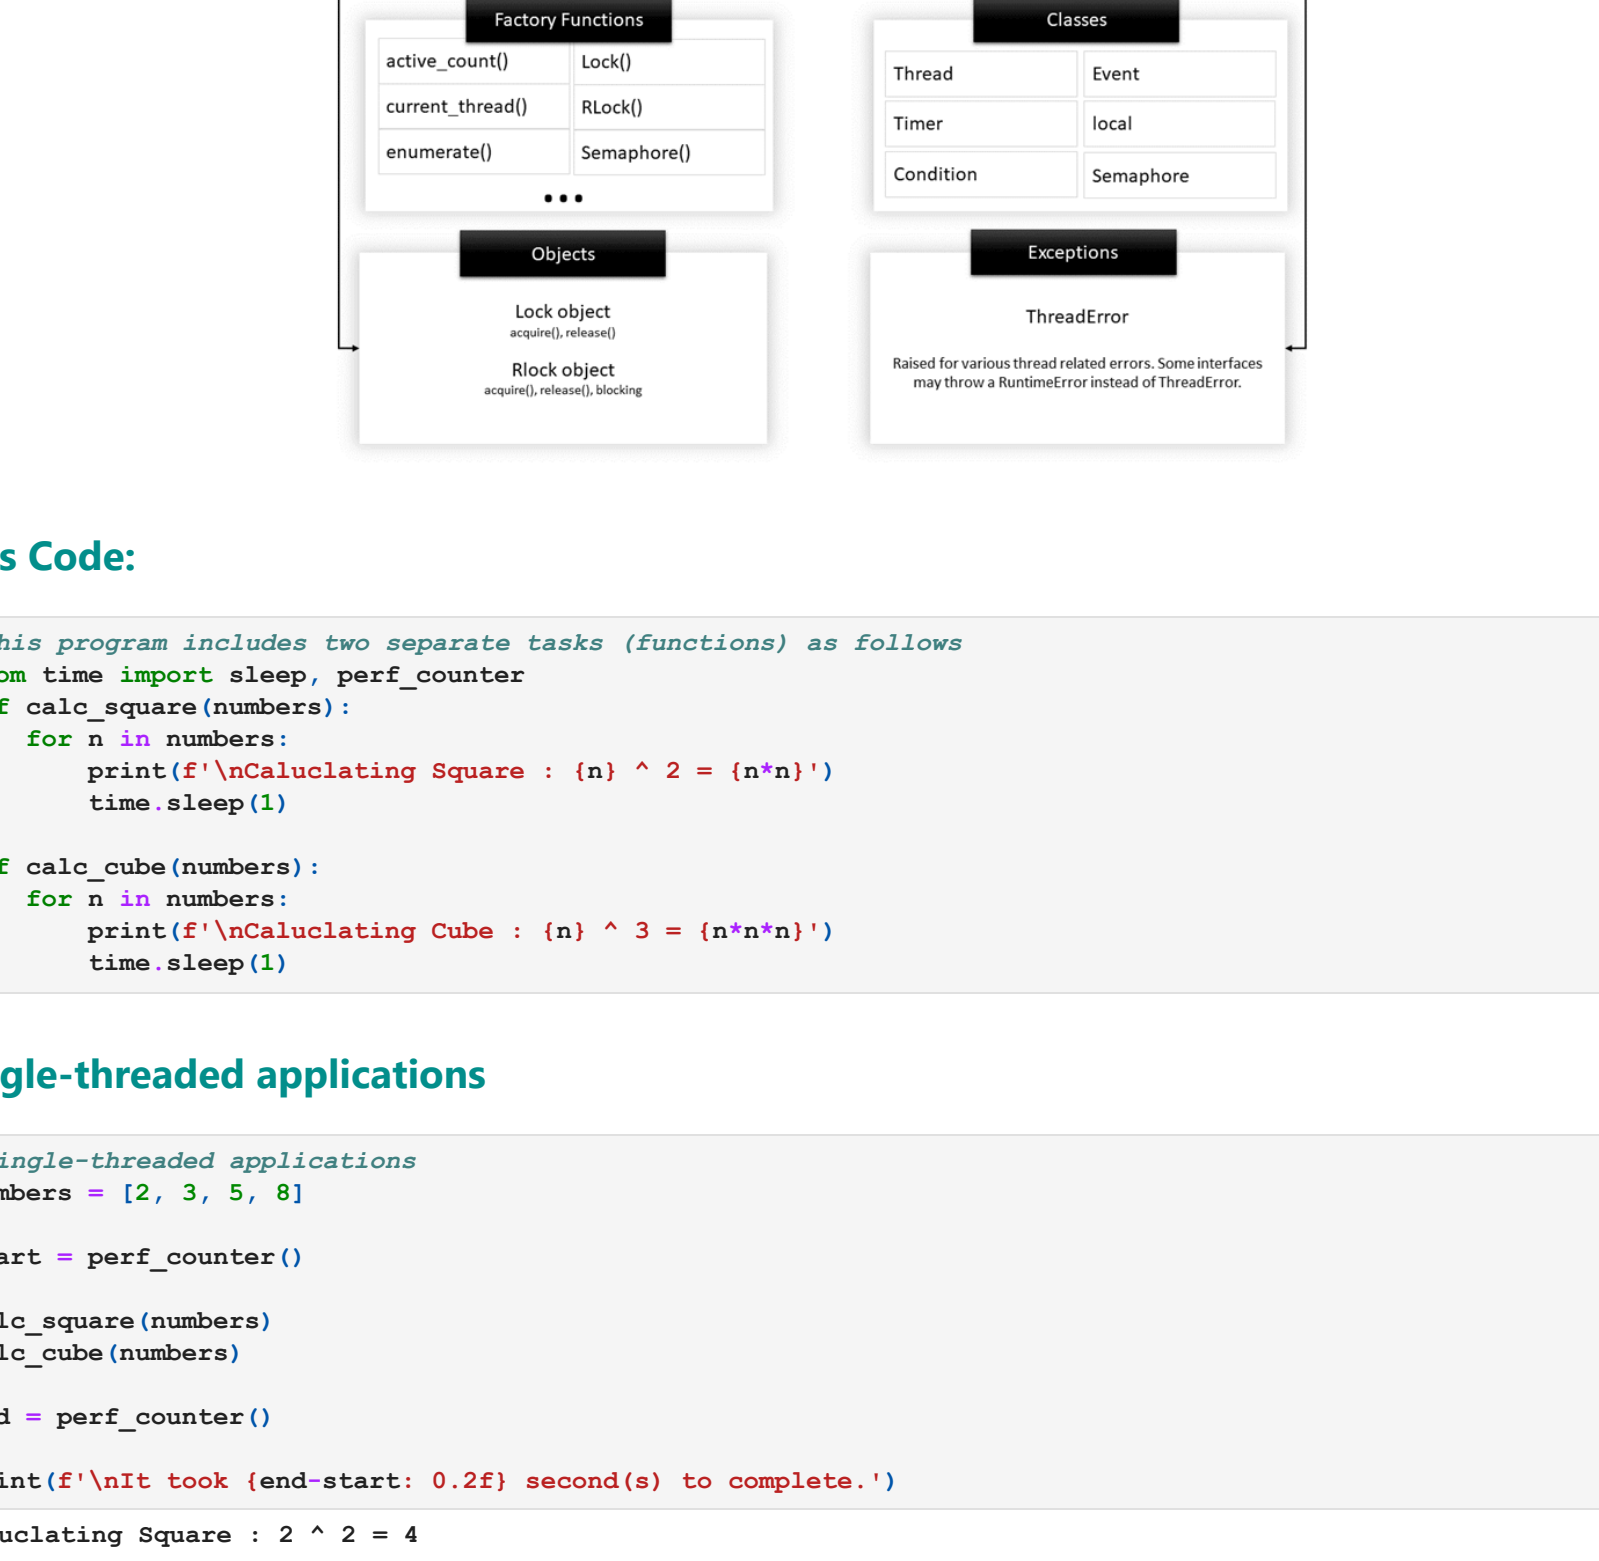 Factory Functions
Classes
active_count()
Lock()
current_thread()
RLock()
enumerate()
Semaphore()
...
Thread
Event
Timer
local
Condition
Semaphore
Objects
Lock object
acquire(), release()
Rlock object
acquire(), release(), blocking
Exceptions
ThreadError
Raised for various thread related errors. Some interfaces
may throw a RuntimeError instead of ThreadError.
s Code:
his program includes two separate tasks (functions) as follows
om time import sleep, perf_counter
f calc_square(numbers):
for n in numbers:
print(f'\nCaluclating Square : {n} ^ 2 = {n*n}')
time.sleep(1)
f calc_cube(numbers):
for n in numbers:
print(f'\nCaluclating Cube : {n} ^ 3 = {n*n*n}')
time.sleep(1)
gle-threaded applications
ingle-threaded applications
mbers = [2, 3, 5, 8]
art = perf_counter()
lc_square(numbers)
lc_cube(numbers)
d = perf_counter()
int(f'\nIt took {end-start: 0.2f} second(s) to complete.')
uclating Square : 2 ^ 2 = 4